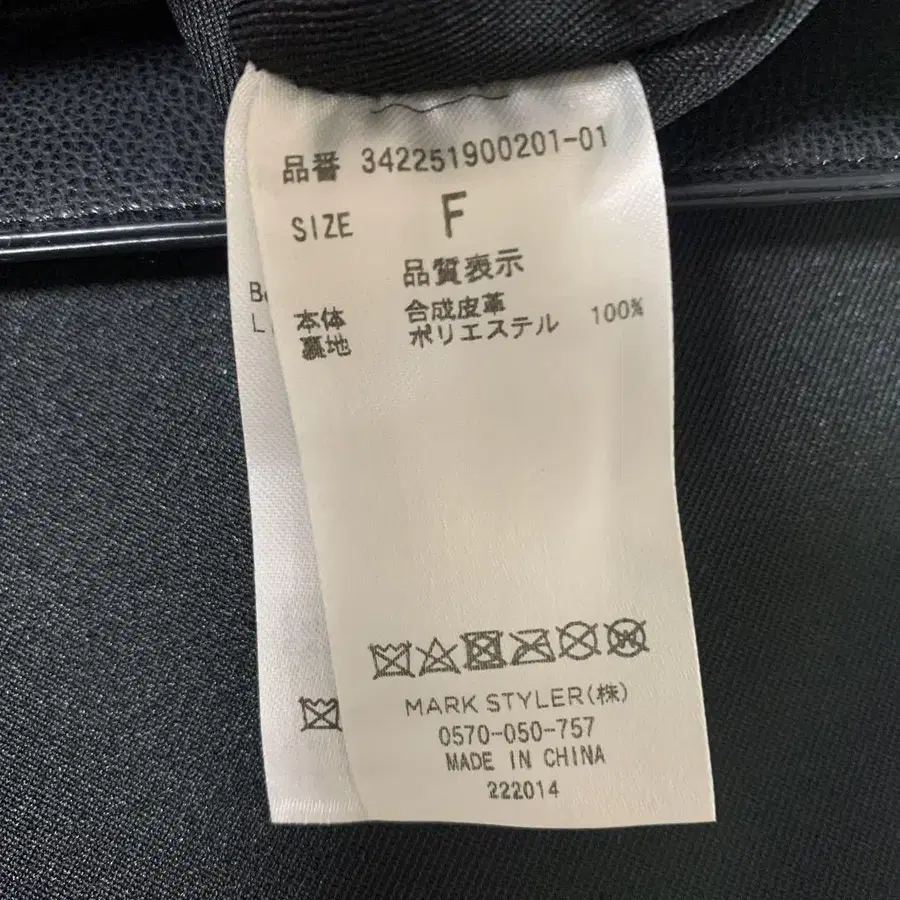 品番 342251900201-01
SIZE F
品質表示
本体 合成皮革
裏地 ポリエステル 100%
MARK STYLER(株)
0570-050-757
MADE IN CHINA
222014